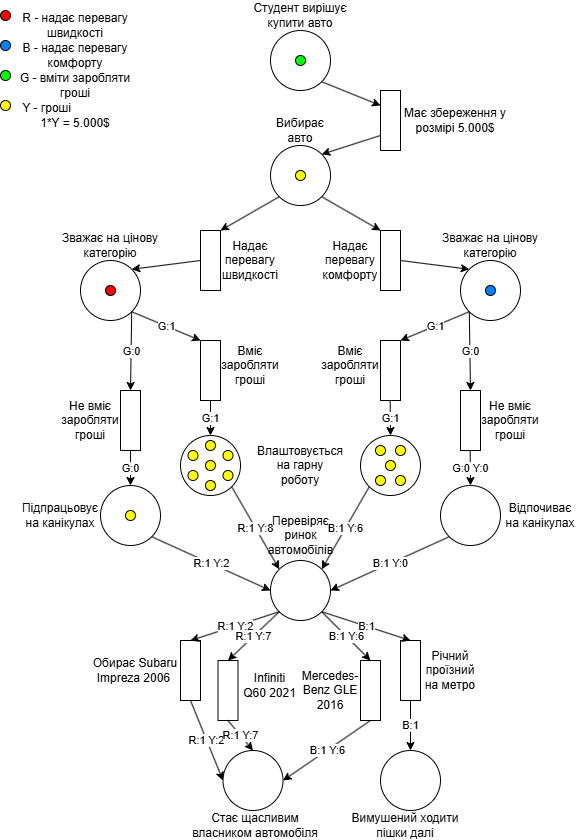 R - надає перевагу
швидкості
B - надає перевагу
комфорту
G - вміти заробляти
гроші
Y - гроші
1*Y = 5.000$
Студент вирішує
купити авто
Має збереження у
розмірі 5.000$
Вибирає
авто
Зважає на цінову
категорію
Надає
перевагу
швидкості
Надає
перевагу
комфорту
Зважає на цінову
категорію
G:1
G:1
G:0
G:0
Вміє
заробляти
гроші
Вміє
заробляти
гроші
Не вміє
заробляти
гроші
Не вміє
заробляти
гроші
G:1
G:1
G:0
G:0 Y:0
Влаштовується
на гарну
роботу
Підпрацьовує
на канікулах
Відпочиває
на канікулах
Перевіряє
ринок
автомобілів
R:1 Y:8
B:1 Y:6
R:1 Y:2
B:1 Y:0
R:1 Y:2
R:1 Y:7
B:1 Y:6
B:1
Обирає Subaru
Impreza 2006
Infiniti
Q60 2021
Mercedes-
Benz GLE
2016
Річний
проїзний
на метро
R:1 Y:2
R:1 Y:7
B:1 Y:6
B:1
Стає щасливим
власником автомобіля
Вимушений ходити
пішки далі